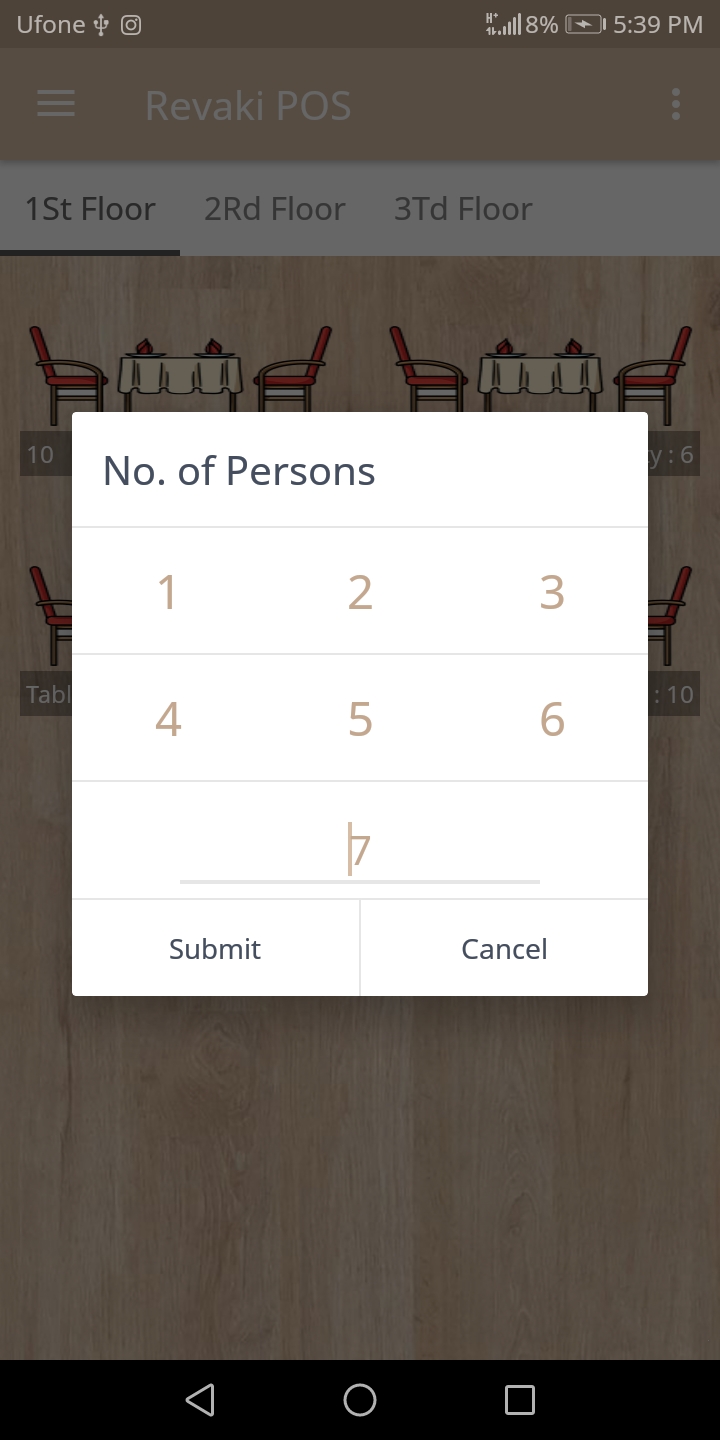 Ufone 8% 5:39 PM
Revaki POS
1St Floor 2Rd Floor 3Td Floor
10 : 6
: 10
No. of Persons
1 2 3
4 5 6
7
Submit Cancel